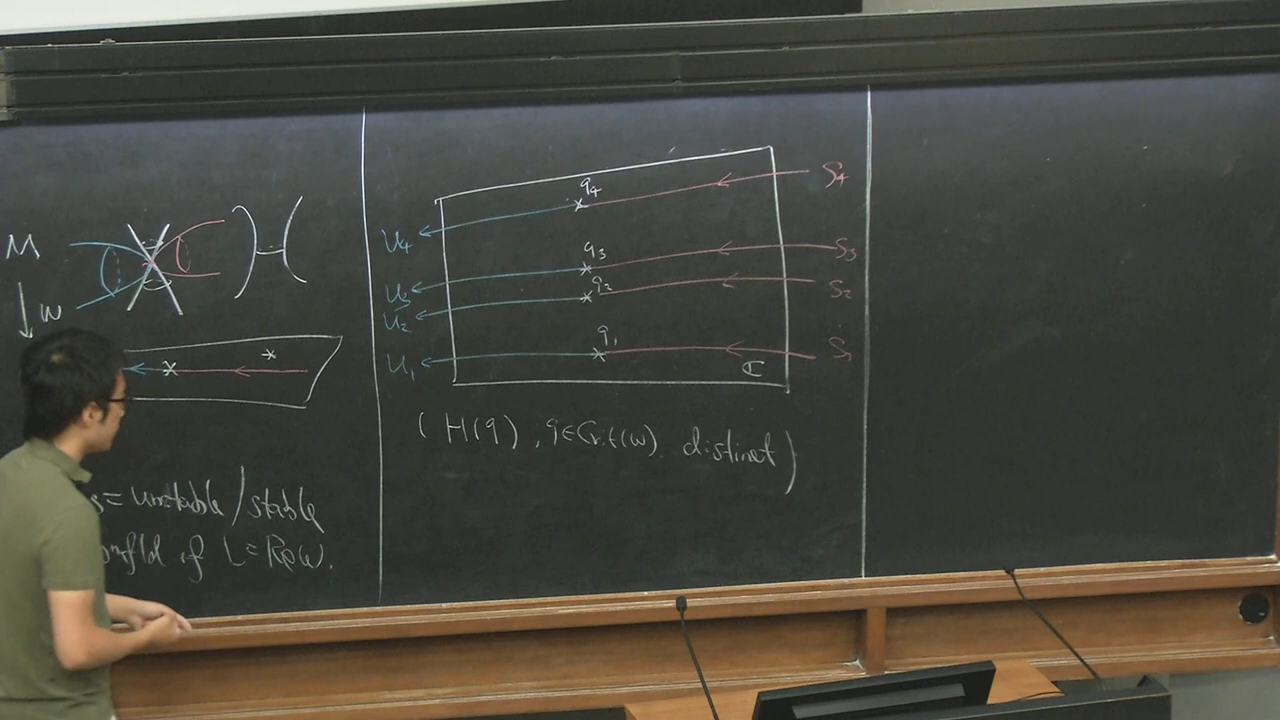 M
W
= unstable / stable
mfld of L = Re W.
q4
S4
U4
q3
S3
U3
q2
S2
U2
q1
S1
U1
ℂ
( H(q), q∈Crit(W) distinct )